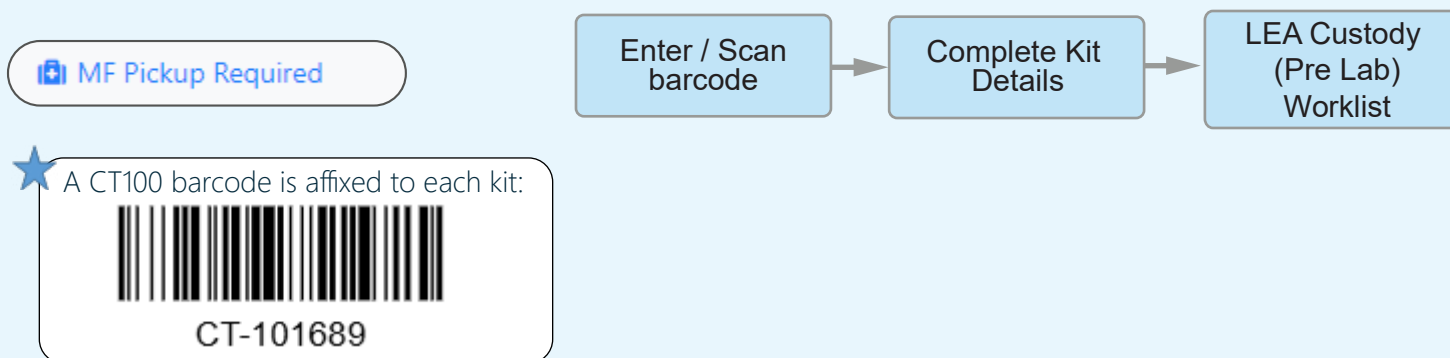 MF Pickup Required
Enter / Scan
barcode
Complete Kit
Details
LEA Custody
(Pre Lab)
Worklist
A CT100 barcode is affixed to each kit:
CT-101689